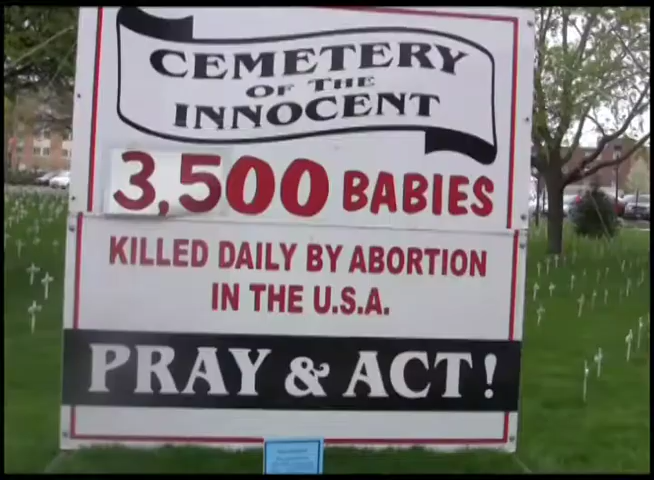 CEMETERY
OF THE
INNOCENT
3,500 BABIES
KILLED DAILY BY ABORTION
IN THE U.S.A.
PRAY & ACT!